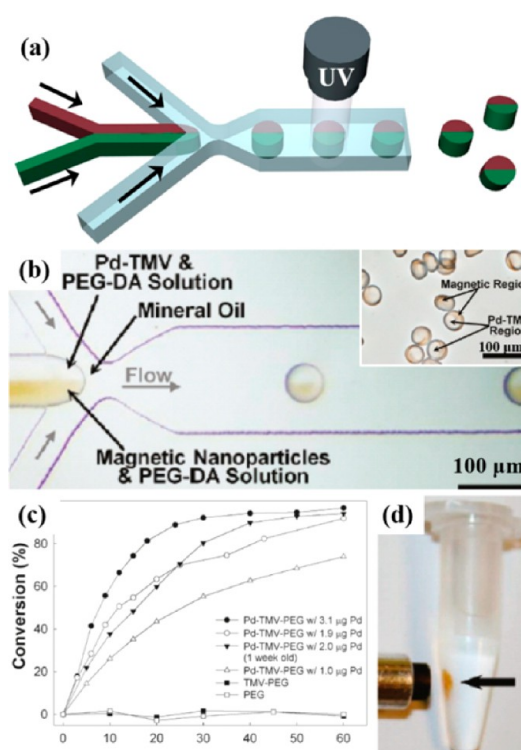 (a)
UV
(b)
Pd-TMV &
PEG-DA Solution
Mineral Oil
Flow
Magnetic Nanoparticles
& PEG-DA Solution
Magnetic Region
Pd-TM
Region
100 μm
100 μm
(c)
Conversion (%)
80
60
40
20
0
Pd-TMV-PEG w/ 3.1 μg Pd
Pd-TMV-PEG w/ 1.9 μg Pd
Pd-TMV-PEG w/ 2.0 μg Pd
(1 week old)
Pd-TMV-PEG w/ 1.0 μg Pd
TMV-PEG
PEG
0 10 20 30 40 50 60
(d)